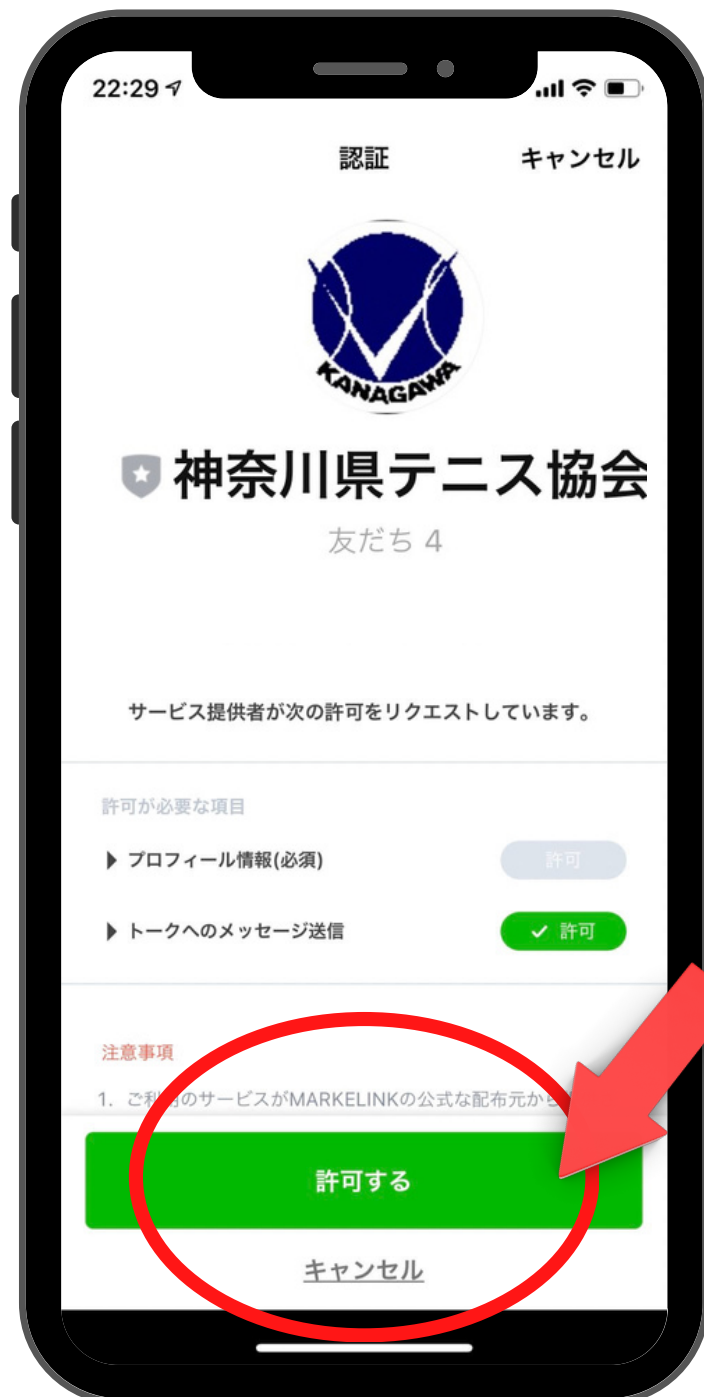 22:29
認証
キャンセル
KANAGAWA
神奈川県テニス協会
友だち 4
サービス提供者が次の許可をリクエストしています。
許可が必要な項目
プロフィール情報(必須)
許可
トークへのメッセージ送信
許可
注意事項
1. ご利用のサービスがMARKELINKの公式な配布元から
許可する
キャンセル